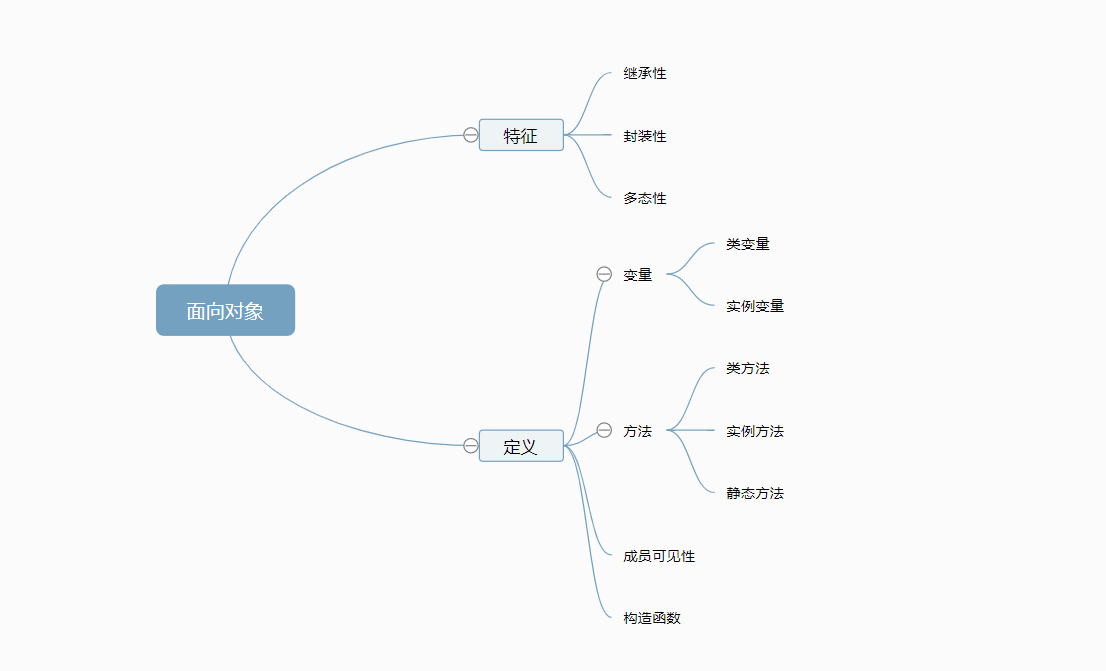 面向对象
特征
继承性
封装性
多态性
定义
变量
类变量
实例变量
方法
类方法
实例方法
静态方法
成员可见性
构造函数